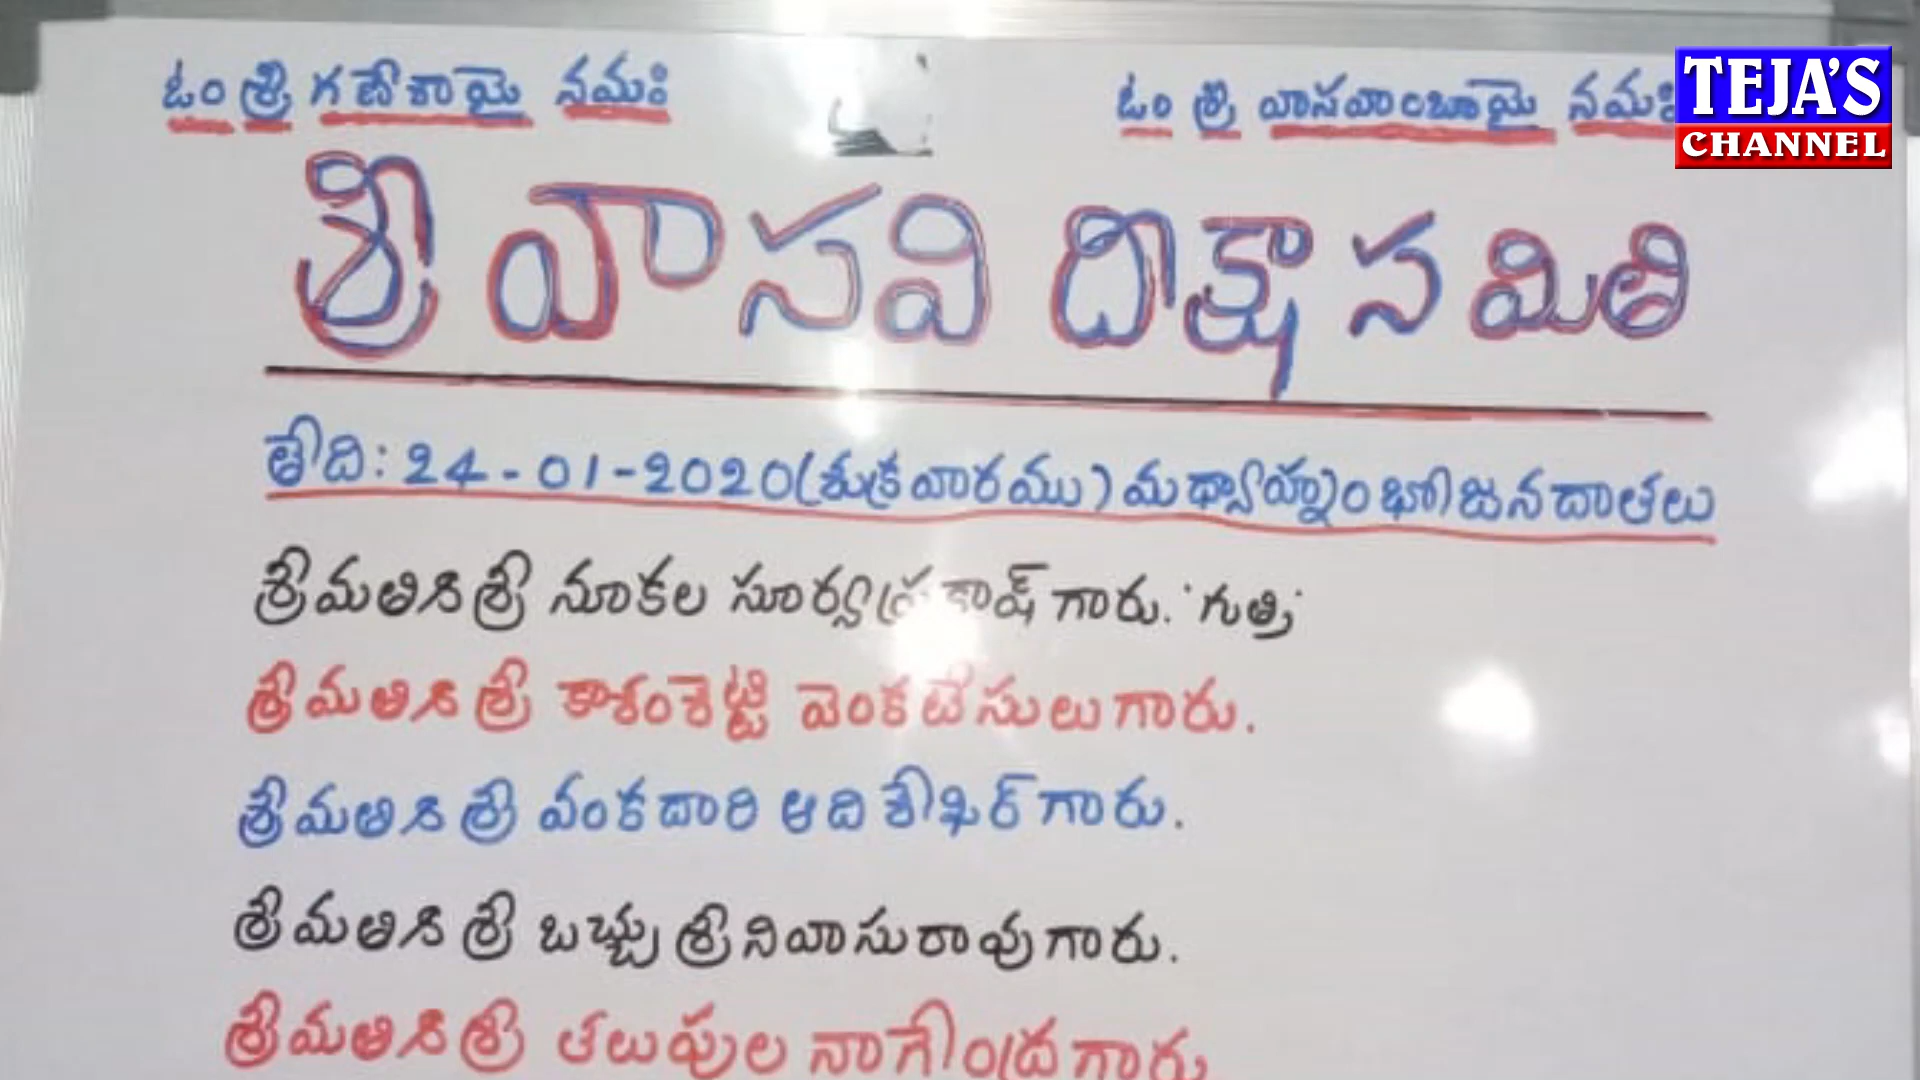 ఓం శ్రీ గణేశాయై నమః ఓం శ్రీ వాసవాంబాయై నమః
TEJA'S
CHANNEL
శ్రీ వాసవి దీక్షా సమితి
తేది: 24-01-2020(శుక్రవారము) మధ్యాహ్నం భోజనదాతలు
శ్రీమతి&శ్రీ నూకల సూర్యప్రకాష్ గారు. 'గుత్తి'
శ్రీమతి & శ్రీ కాశంశెట్టి వెంకటేసులు గారు.
శ్రీమతి & శ్రీ వంకదారి ఆదిశేఖర్ గారు.
శ్రీమతి & శ్రీ బచ్చు శ్రీనివాసురావు గారు.
శ్రీమతి & శ్రీ తలుపుల నాగేంద్ర గారు